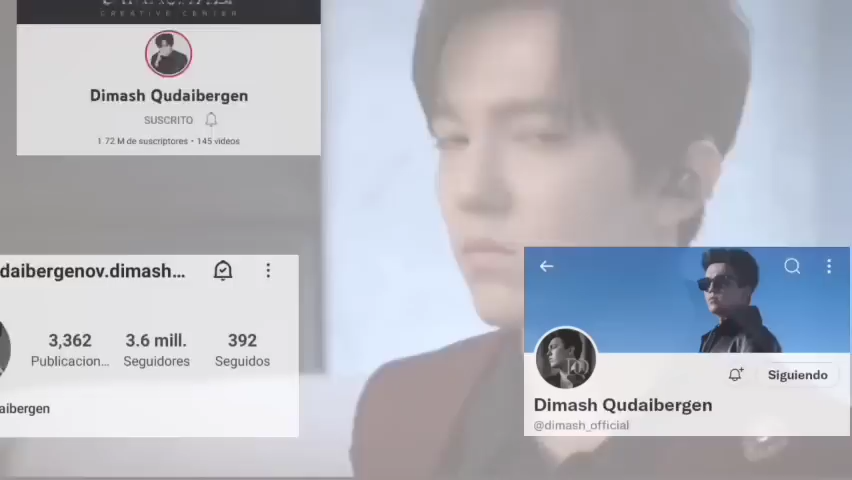 CREATIVE CENTER
Dimash Qudaibergen
SUSCRITO
1 72 M de suscriptores • 145 videos
daibergenov.dimash...
3,362 3.6 mill. 392
Publicacion... Seguidores Seguidos
aibergen
Siguiendo
Dimash Qudaibergen
@dimash_official